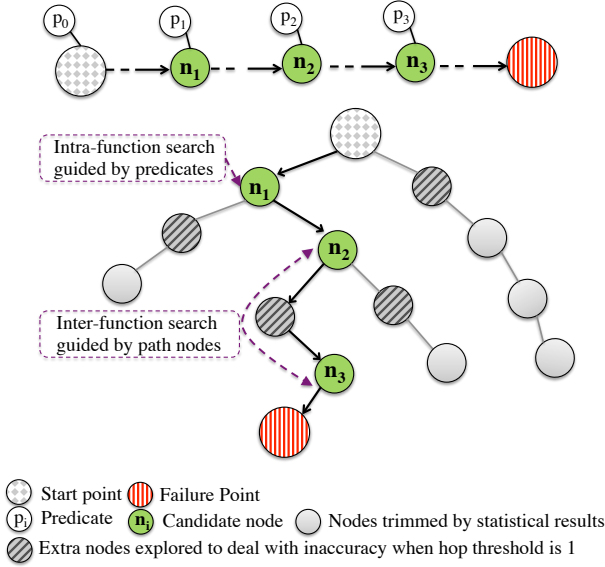 p0 p1 p2 p3
n1 n2 n3
Intra-function search
guided by predicates
n1
n2
Inter-function search
guided by path nodes
n3
Start point Failure Point
pi Predicate ni Candidate node Nodes trimmed by statistical results
Extra nodes explored to deal with inaccuracy when hop threshold is 1